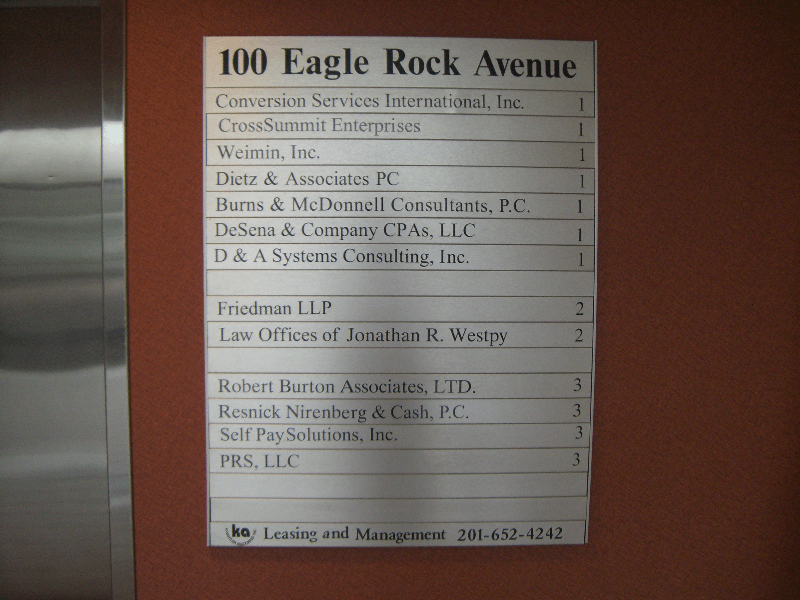 100 Eagle Rock Avenue
Conversion Services International, Inc. 1
CrossSummit Enterprises 1
Weimin, Inc. 1
Dietz & Associates PC 1
Burns & McDonnell Consultants, P.C. 1
DeSena & Company CPAs, LLC 1
D & A Systems Consulting, Inc. 1
Friedman LLP 2
Law Offices of Jonathan R. Westpy 2
Robert Burton Associates, LTD. 3
Resnick Nirenberg & Cash, P.C. 3
Self PaySolutions, Inc. 3
PRS, LLC 3
ka Leasing and Management 201-652-4242